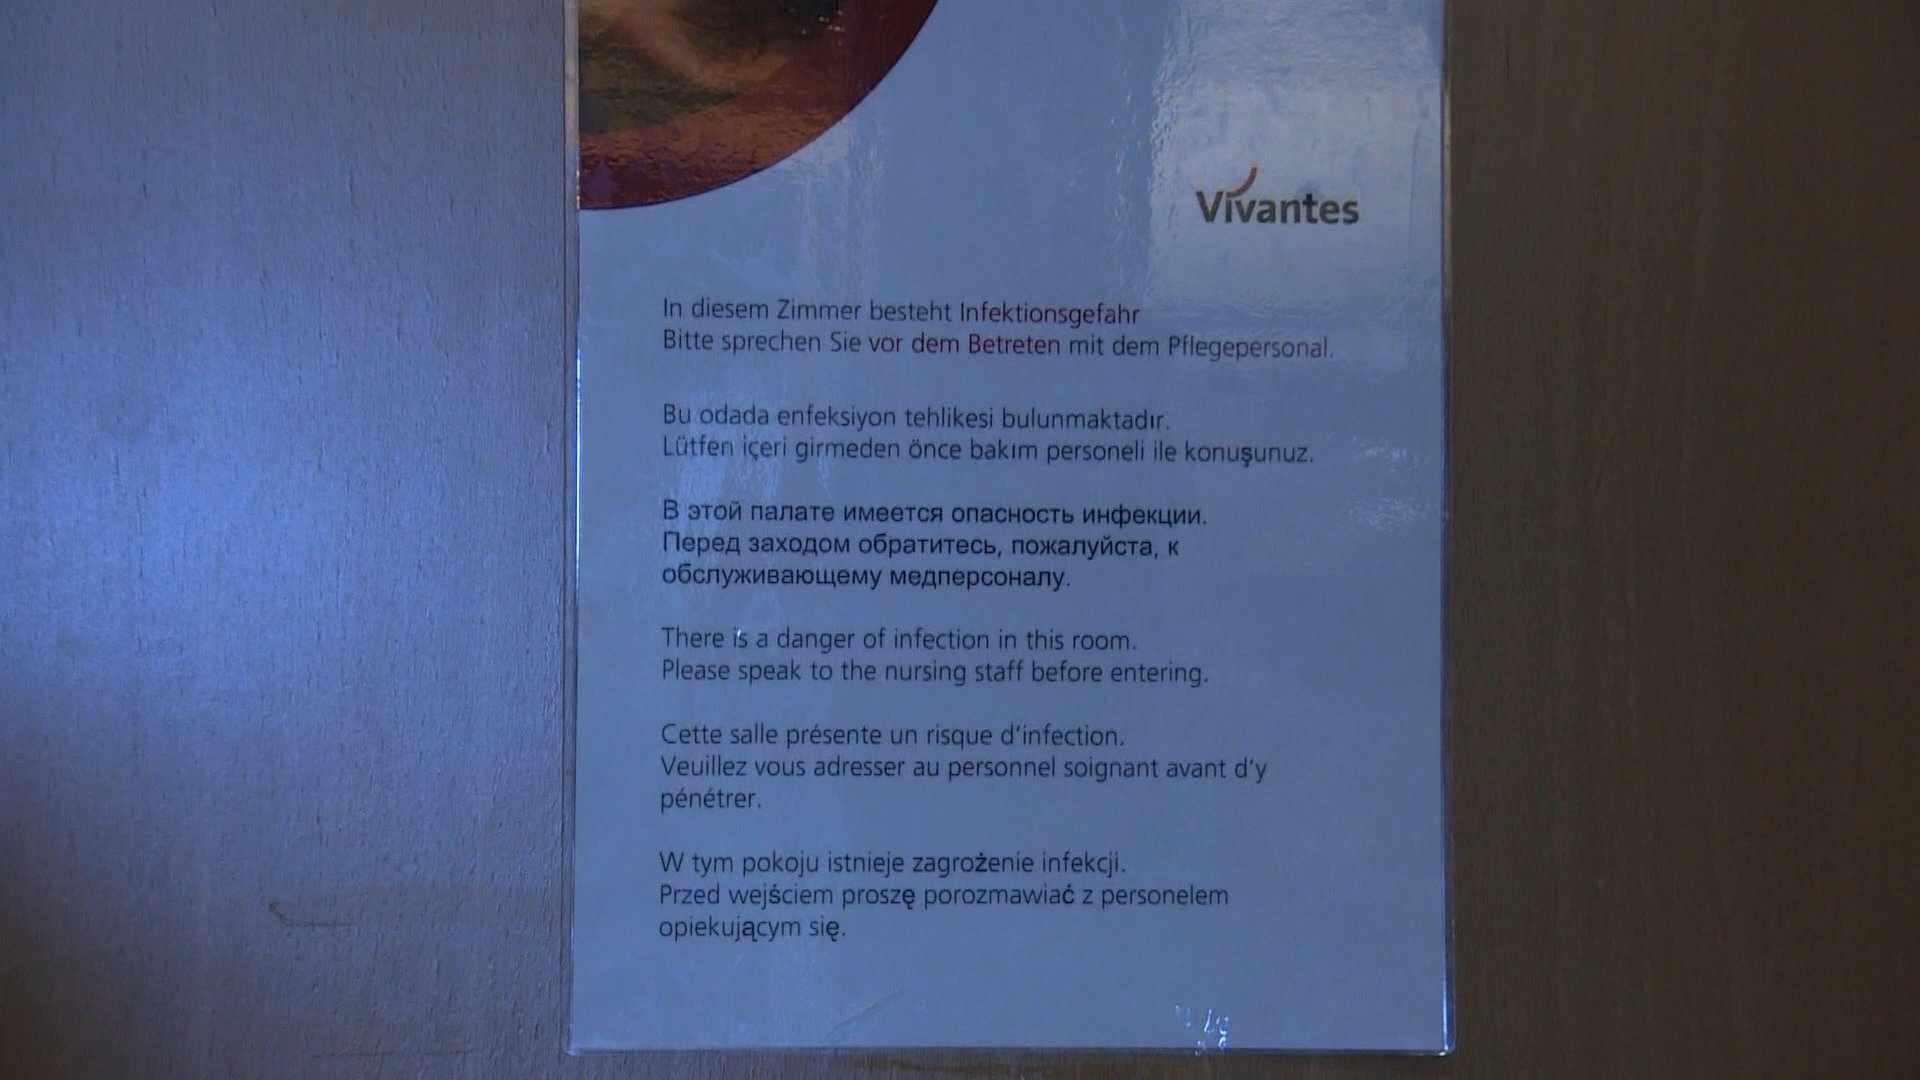 Vivantes
In diesem Zimmer besteht Infektionsgefahr
Bitte sprechen Sie vor dem Betreten mit dem Pflegepersonal.
Bu odada enfeksiyon tehlikesi bulunmaktadır.
Lütfen içeri girmeden önce bakım personeli ile konuşunuz.
В этой палате имеется опасность инфекции.
Перед заходом обратитесь, пожалуйста, к
обслуживающему медперсоналу.
There is a danger of infection in this room.
Please speak to the nursing staff before entering.
Cette salle présente un risque d'infection.
Veuillez vous adresser au personnel soignant avant d'y
pénétrer.
W tym pokoju istnieje zagrożenie infekcji.
Przed wejściem proszę porozmawiać z personelem
opiekującym się.